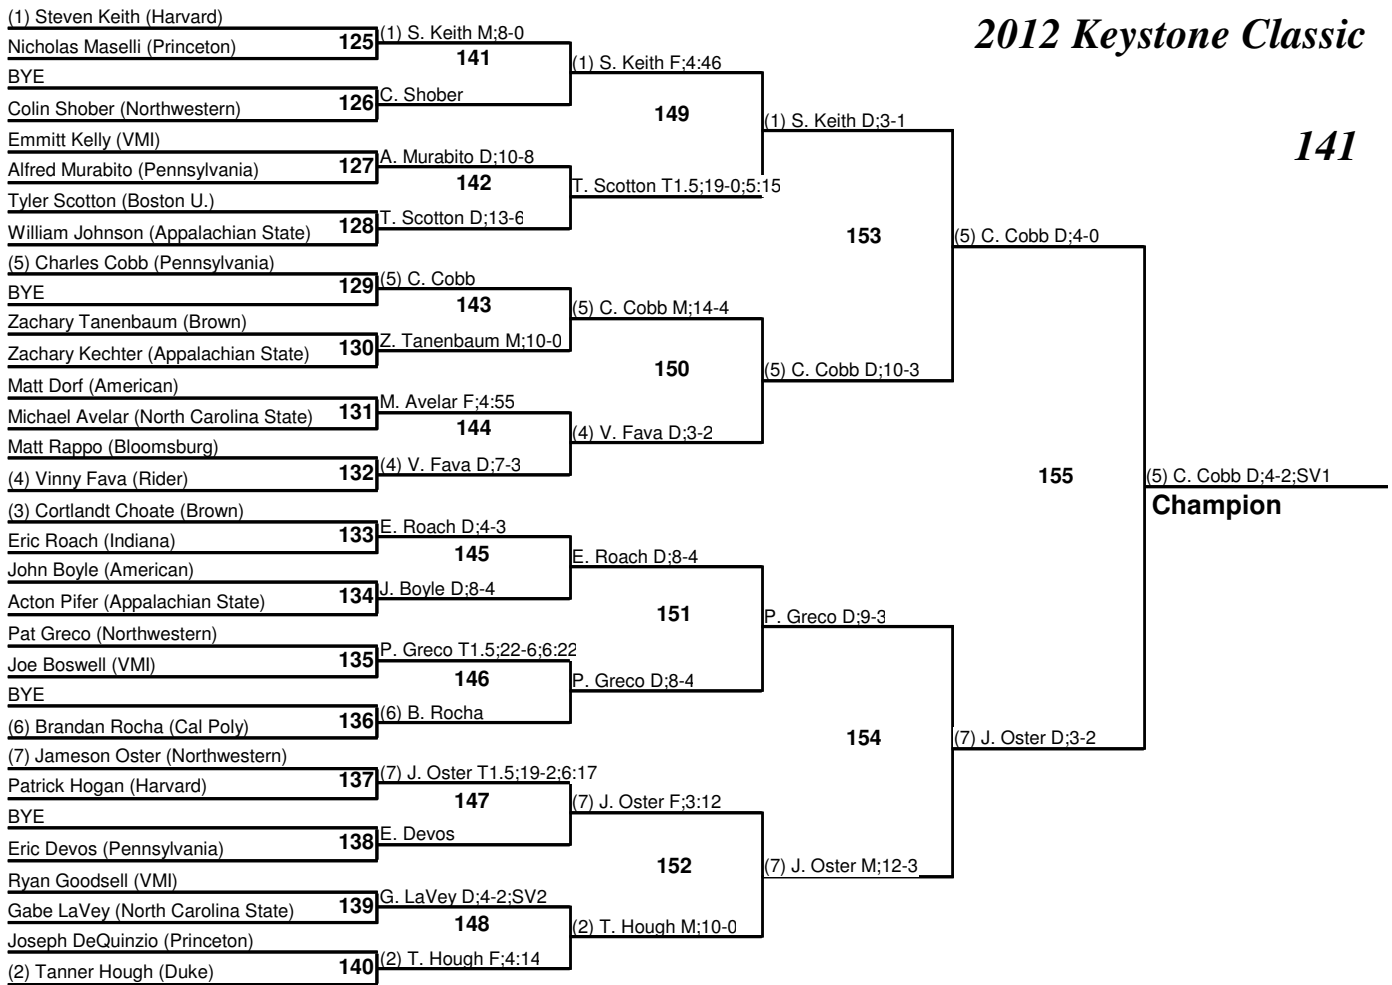 2012 Keystone Classic
141
(1) Steven Keith (Harvard)
Nicholas Maselli (Princeton)
BYE
Colin Shober (Northwestern)
Emmitt Kelly (VMI)
Alfred Murabito (Pennsylvania)
Tyler Scotton (Boston U.)
William Johnson (Appalachian State)
(5) Charles Cobb (Pennsylvania)
BYE
Zachary Tanenbaum (Brown)
Zachary Kechter (Appalachian State)
Matt Dorf (American)
Michael Avelar (North Carolina State)
Matt Rappo (Bloomsburg)
(4) Vinny Fava (Rider)
(3) Cortlandt Choate (Brown)
Eric Roach (Indiana)
John Boyle (American)
Acton Pifer (Appalachian State)
Pat Greco (Northwestern)
Joe Boswell (VMI)
BYE
(6) Brandan Rocha (Cal Poly)
(7) Jameson Oster (Northwestern)
Patrick Hogan (Harvard)
BYE
Eric Devos (Pennsylvania)
Ryan Goodsell (VMI)
Gabe LaVey (North Carolina State)
Joseph DeQuinzio (Princeton)
(2) Tanner Hough (Duke)
125
126
127
128
129
130
131
132
133
134
135
136
137
138
139
140
(1) S. Keith M;8-0
141
C. Shober
A. Murabito D;10-8
142
T. Scotton D;13-6
(5) C. Cobb
143
Z. Tanenbaum M;10-0
M. Avelar F;4:55
144
(4) V. Fava D;7-3
E. Roach D;4-3
145
J. Boyle D;8-4
P. Greco T1.5;22-6;6:22
146
(6) B. Rocha
(7) J. Oster T1.5;19-2;6:17
147
E. Devos
G. LaVey D;4-2;SV2
148
(2) T. Hough F;4:14
(1) S. Keith F;4:46
149
T. Scotton T1.5;19-0;5:15
(5) C. Cobb M;14-4
150
(4) V. Fava D;3-2
E. Roach D;8-4
151
P. Greco D;8-4
(7) J. Oster F;3:12
152
(2) T. Hough M;10-0
(1) S. Keith D;3-1
153
(5) C. Cobb D;10-3
P. Greco D;9-3
154
(7) J. Oster M;12-3
(5) C. Cobb D;4-0
155
(7) J. Oster D;3-2
(5) C. Cobb D;4-2;SV1
Champion